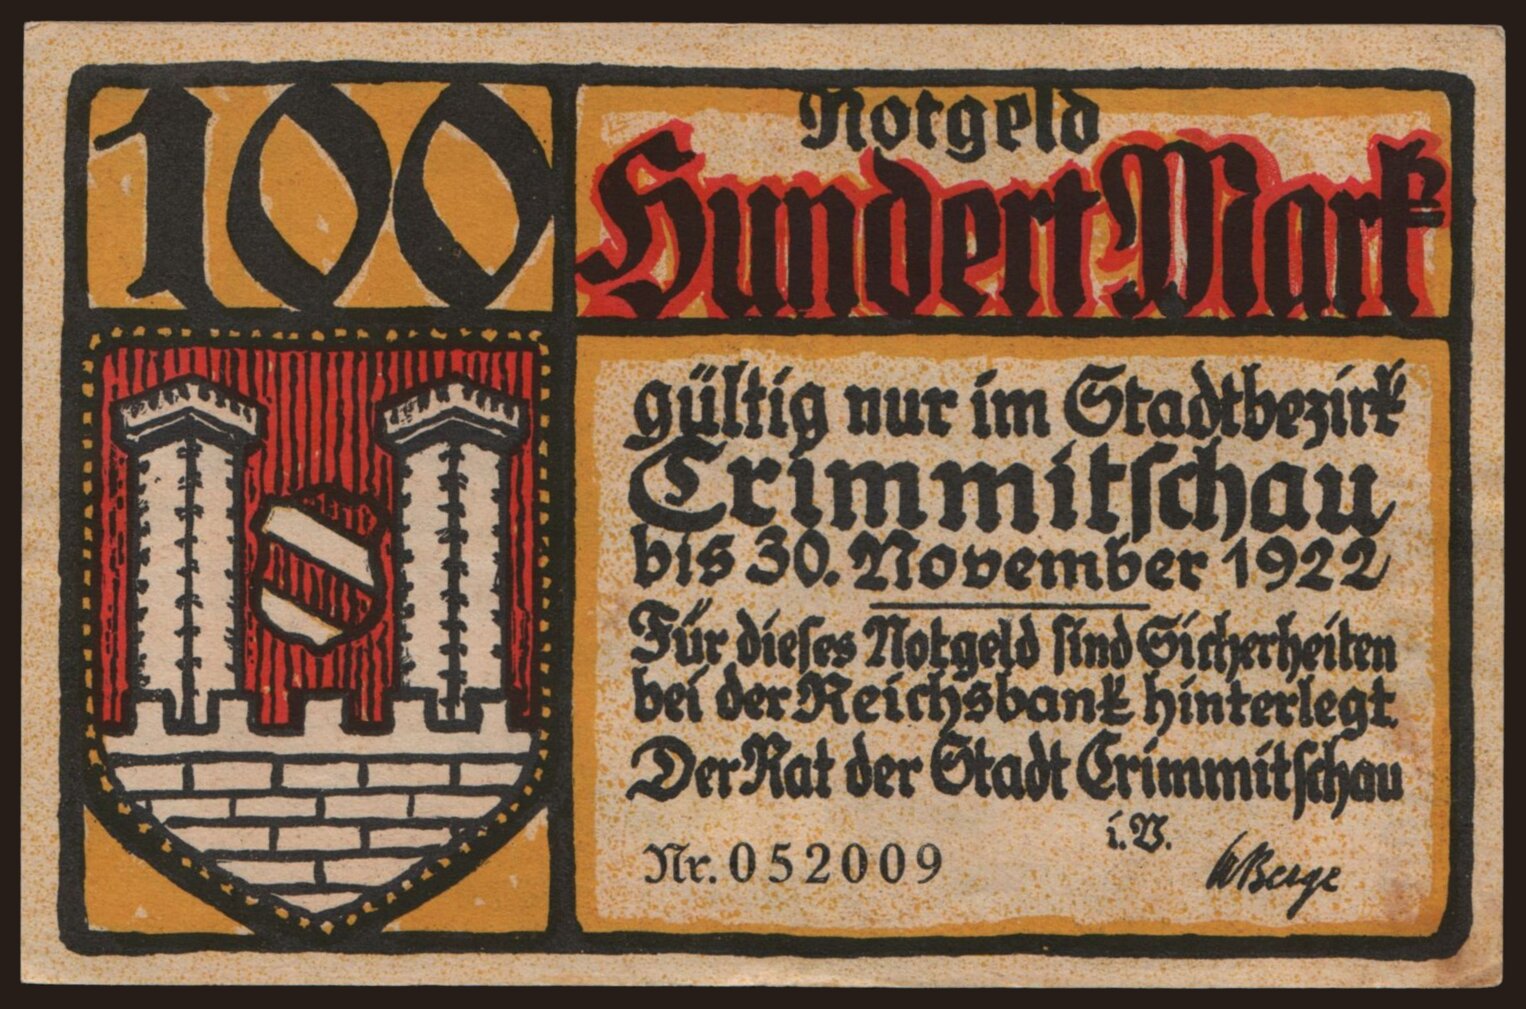 100
Notgeld
Hundert Mark
gültig nur im Stadtbezirk
Crimmitschau
bis 30. November 1922
Für dieses Notgeld sind Sicherheiten
bei der Reichsbank hinterlegt.
Der Rat der Stadt Crimmitschau
i.V.
Nr. 052009